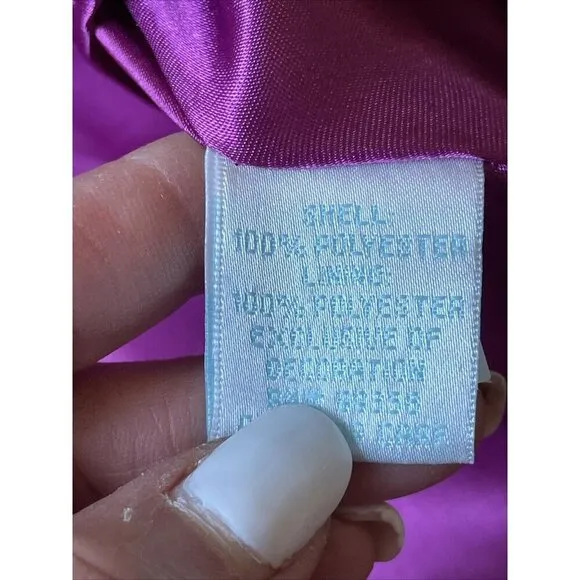 SHELL:
100% POLYESTER
LINING:
100% POLYESTER
EXCLUSIVE OF
DECORATION